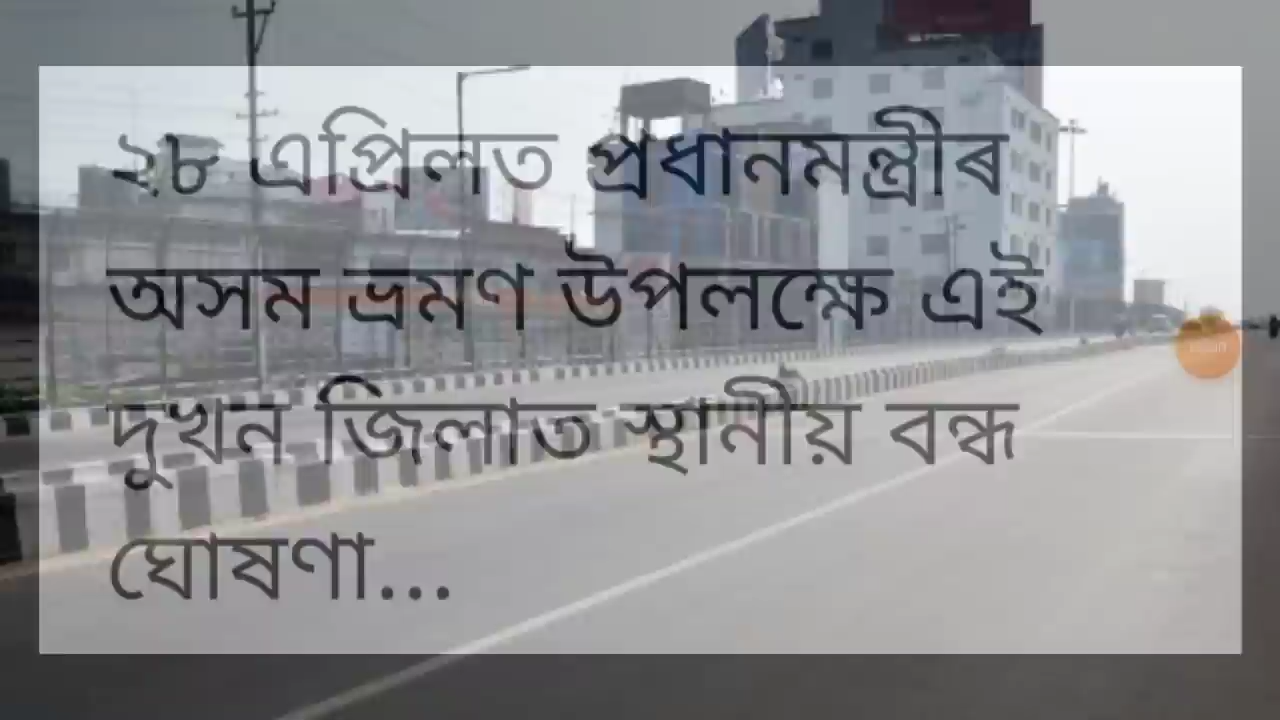 ২৮ এপ্ৰিলত প্ৰধানমন্ত্ৰীৰ
অসম ভ্ৰমণ উপলক্ষে এই
দুখন জিলাত স্থানীয় বন্ধ
ঘোষণা...